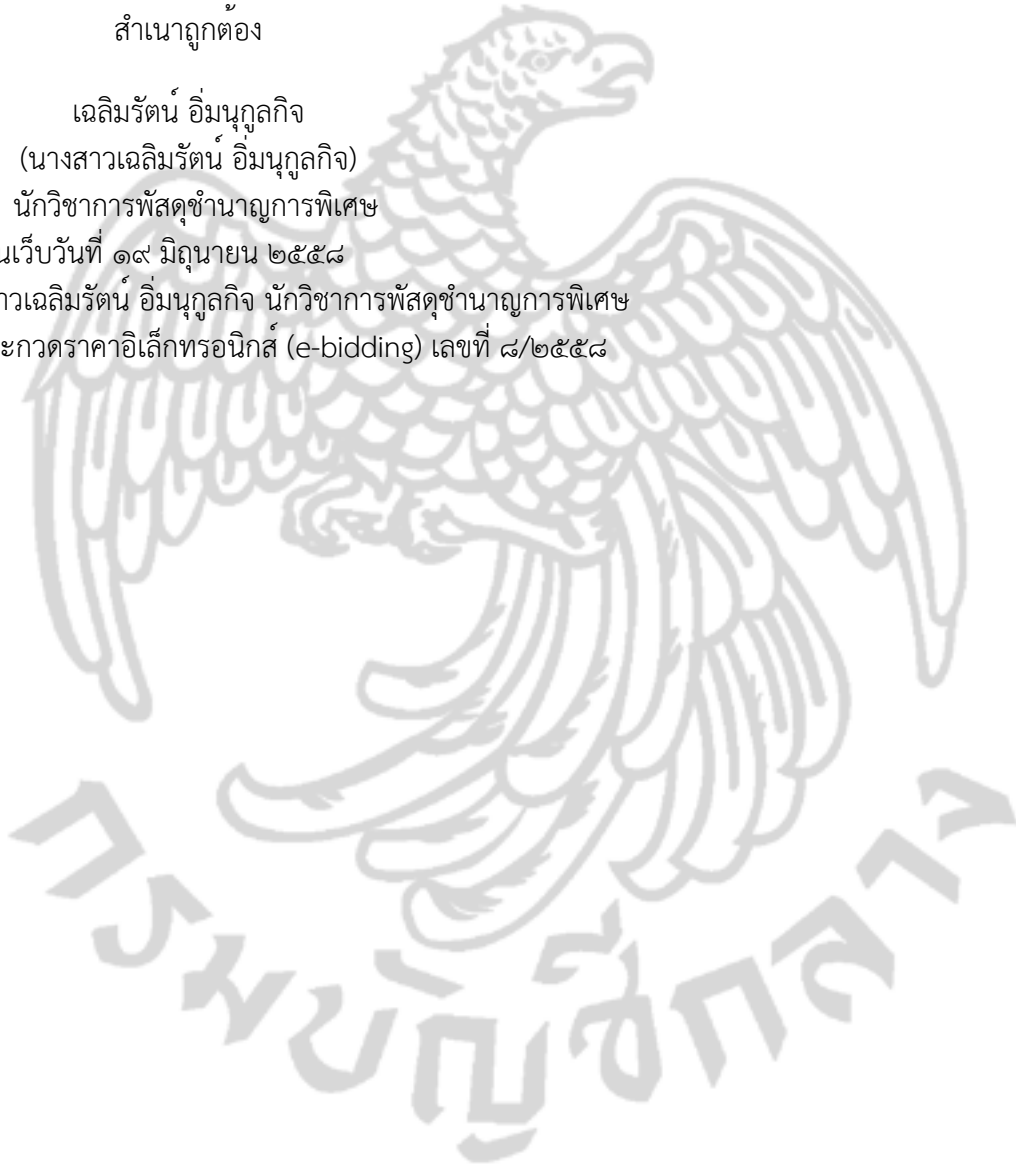 สำเนาถูกต้อง
เฉลิมรัตน์ อิ่มนุกูลกิจ
(นางสาวเฉลิมรัตน์ อิ่มนุกูลกิจ)
นักวิชาการพัสดุชำนาญการพิเศษ
นเว็บวันที่ ๑๙ มิถุนายน ๒๕๕๘
าวเฉลิมรัตน์ อิ่มนุกูลกิจ นักวิชาการพัสดุชำนาญการพิเศษ
ะกวดราคาอิเล็กทรอนิกส์ (e-bidding) เลขที่ ๘/๒๕๕๘
กรมบัญชีกลาง